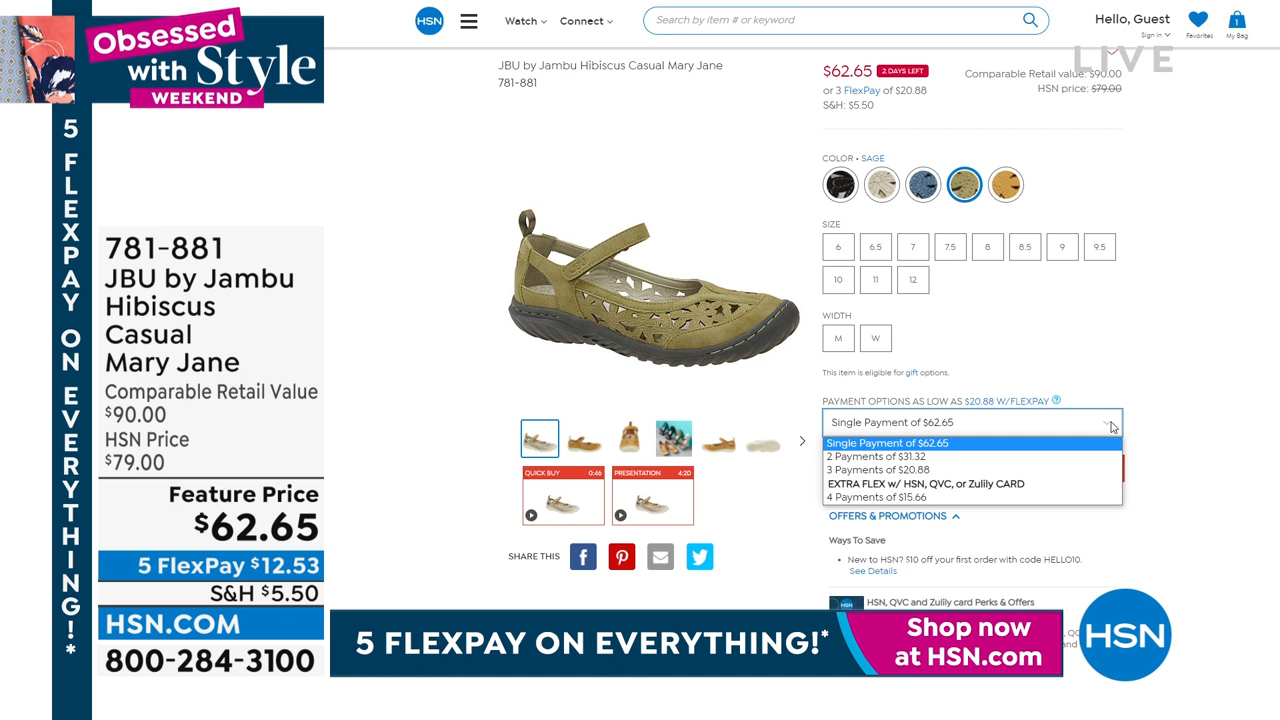 Obsessed
with Style
WEEKEND
5 FLEXPAY ON EVERYTHING!*
781-881
JBU by Jambu
Hibiscus
Casual
Mary Jane
Comparable Retail Value
$90.00
HSN Price
$79.00
Feature Price
$62.65
5 FlexPay $12.53
S&H $5.50
HSN.COM
800-284-3100
HSN
Watch
Connect
Search by item # or keyword
Hello, Guest
Sign in
Favorites
1
My Bag
LIVE
JBU by Jambu Hibiscus Casual Mary Jane
781-881
$62.65 2 DAYS LEFT
or 3 FlexPay of $20.88
S&H: $5.50
Comparable Retail value: $90.00
HSN price: $79.00
COLOR • SAGE
SIZE
6 6.5 7 7.5 8 8.5 9 9.5
10 11 12
WIDTH
M W
This item is eligible for gift options.
PAYMENT OPTIONS AS LOW AS $20.88 W/FLEXPAY ?
Single Payment of $62.65
Single Payment of $62.65
2 Payments of $31.32
3 Payments of $20.88
EXTRA FLEX w/ HSN, QVC, or Zulily CARD
4 Payments of $15.66
OFFERS & PROMOTIONS
Ways To Save
• New to HSN? $10 off your first order with code HELLO10.
See Details
HSN
HSN, QVC and Zulily card Perks & Offers
QUICK BUY 0:46
PRESENTATION 4:20
SHARE THIS
5 FLEXPAY ON EVERYTHING!*
Shop now
at HSN.com
HSN